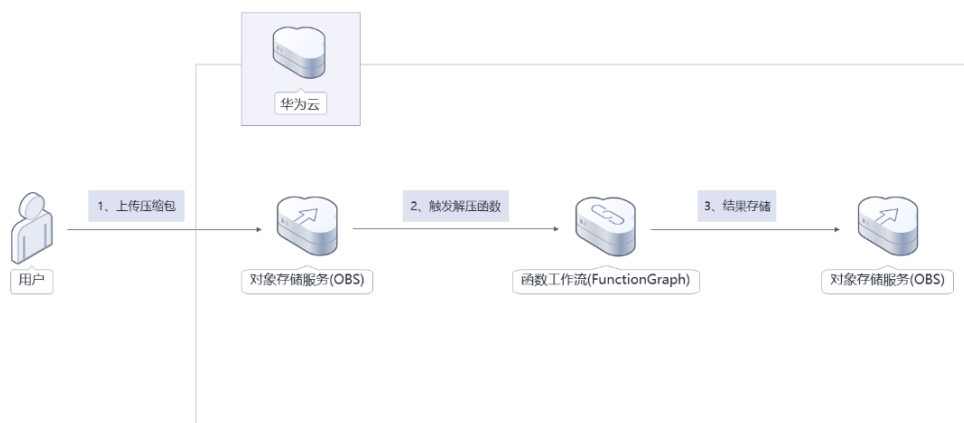 华为云
1、上传压缩包
2、触发解压函数
3、结果存储
用户
对象存储服务(OBS)
函数工作流(FunctionGraph)
对象存储服务(OBS)